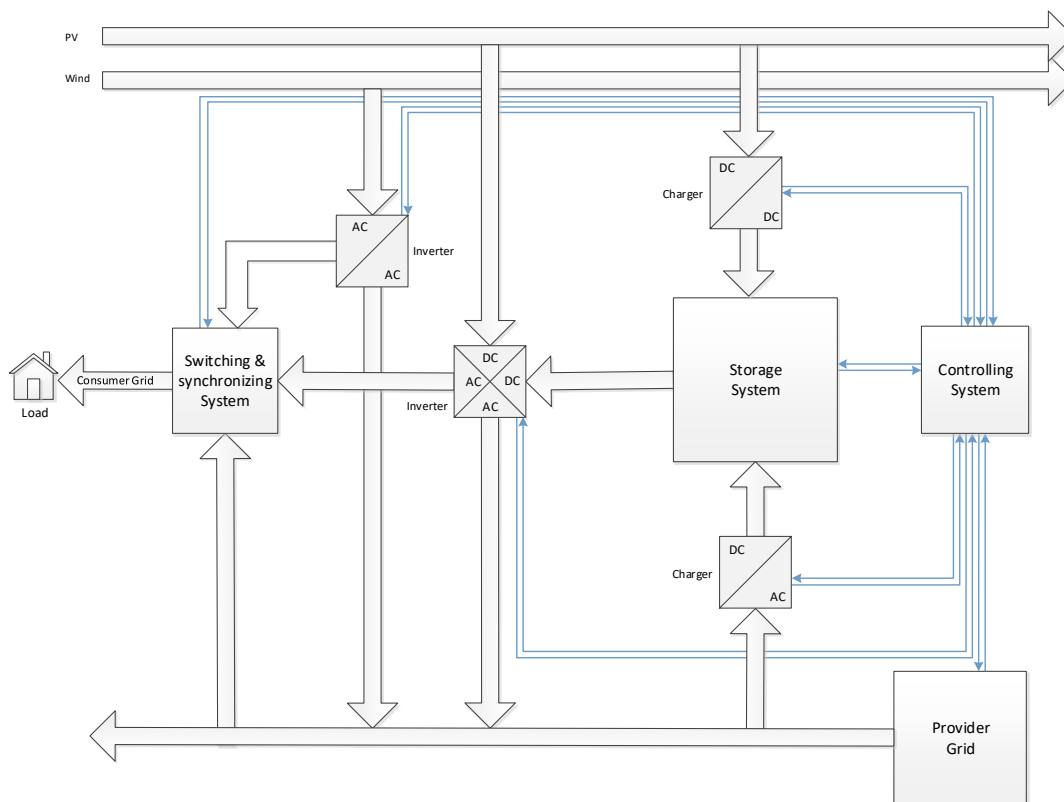 PV
Wind
DC
DC
Charger
AC
AC
Inverter
Switching &
synchronizing
System
Consumer Grid
Load
DC
AC
DC
AC
Inverter
Storage
System
Controlling
System
DC
AC
Charger
Provider
Grid